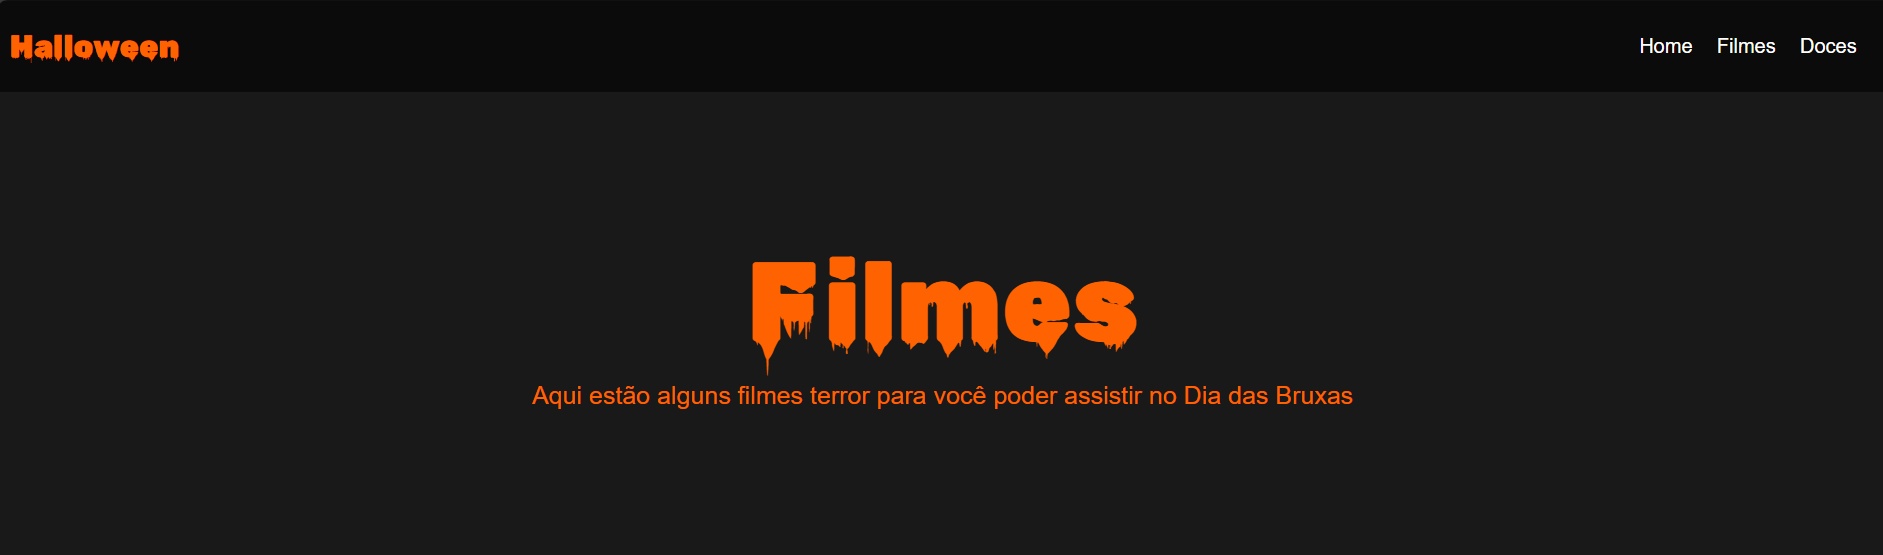 Halloween
Home Filmes Doces
Filmes
Aqui estão alguns filmes terror para você poder assistir no Dia das Bruxas